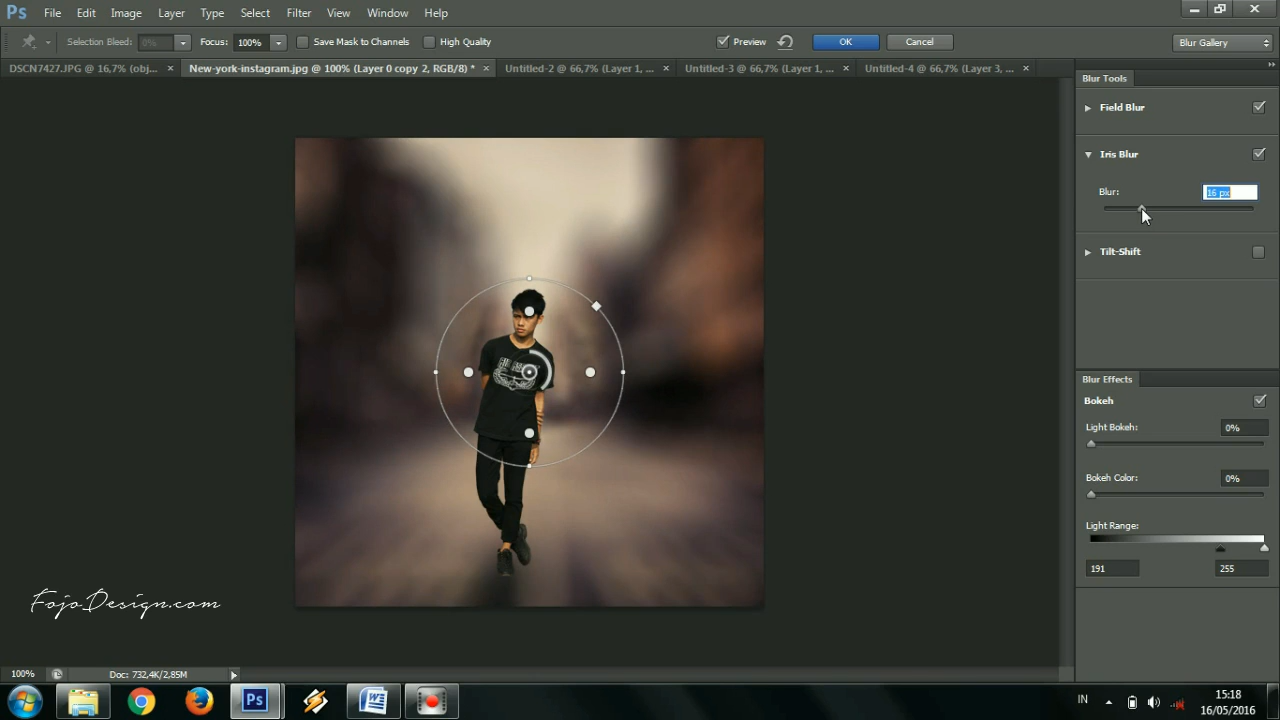 Ps File Edit Image Layer Type Select Filter View Window Help
Selection Bleed: 0% Focus: 100% Save Mask to Channels High Quality Preview OK Cancel Blur Gallery
DSCN7427.JPG @ 16,7% (obj... × New-york-instagram.jpg @ 100% (Layer 0 copy 2, RGB/8) * × Untitled-2 @ 66,7% (Layer 1, ... × Untitled-3 @ 66,7% (Layer 1, ... × Untitled-4 @ 66,7% (Layer 3, ... ×
Blur Tools
Field Blur
Iris Blur
Blur: 16 px
Tilt-Shift
Blur Effects
Bokeh
Light Bokeh: 0%
Bokeh Color: 0%
Light Range:
191 255
FojoDesign.com
100% Doc: 732,4K/2,85M
Ps W IN 15:18
16/05/2016